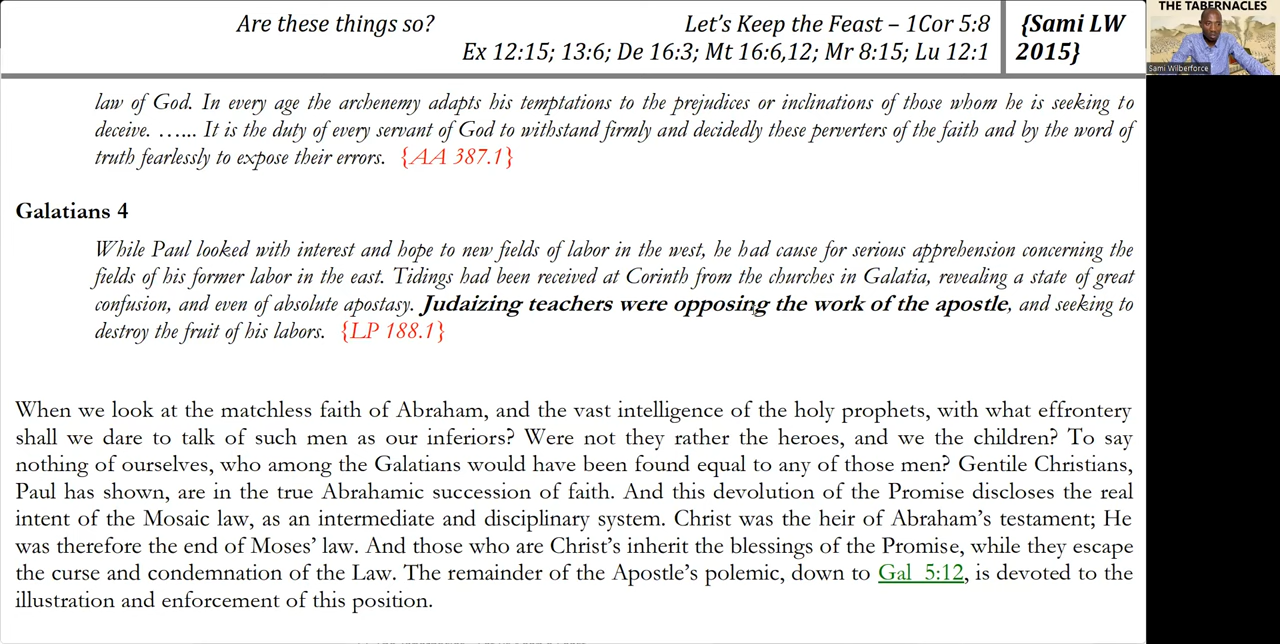 Are these things so?
Let's Keep the Feast – 1Cor 5:8
Ex 12:15; 13:6; De 16:3; Mt 16:6,12; Mr 8:15; Lu 12:1
{Sami LW
2015}
THE TABERNACLES
Sami Wilberforce
law of God. In every age the archenemy adapts his temptations to the prejudices or inclinations of those whom he is seeking to
deceive. …... It is the duty of every servant of God to withstand firmly and decidedly these perverters of the faith and by the word of
truth fearlessly to expose their errors. {AA 387.1}
Galatians 4
While Paul looked with interest and hope to new fields of labor in the west, he had cause for serious apprehension concerning the
fields of his former labor in the east. Tidings had been received at Corinth from the churches in Galatia, revealing a state of great
confusion, and even of absolute apostasy. Judaizing teachers were opposing the work of the apostle, and seeking to
destroy the fruit of his labors. {LP 188.1}
When we look at the matchless faith of Abraham, and the vast intelligence of the holy prophets, with what effrontery
shall we dare to talk of such men as our inferiors? Were not they rather the heroes, and we the children? To say
nothing of ourselves, who among the Galatians would have been found equal to any of those men? Gentile Christians,
Paul has shown, are in the true Abrahamic succession of faith. And this devolution of the Promise discloses the real
intent of the Mosaic law, as an intermediate and disciplinary system. Christ was the heir of Abraham's testament; He
was therefore the end of Moses' law. And those who are Christ's inherit the blessings of the Promise, while they escape
the curse and condemnation of the Law. The remainder of the Apostle's polemic, down to Gal 5:12, is devoted to the
illustration and enforcement of this position.